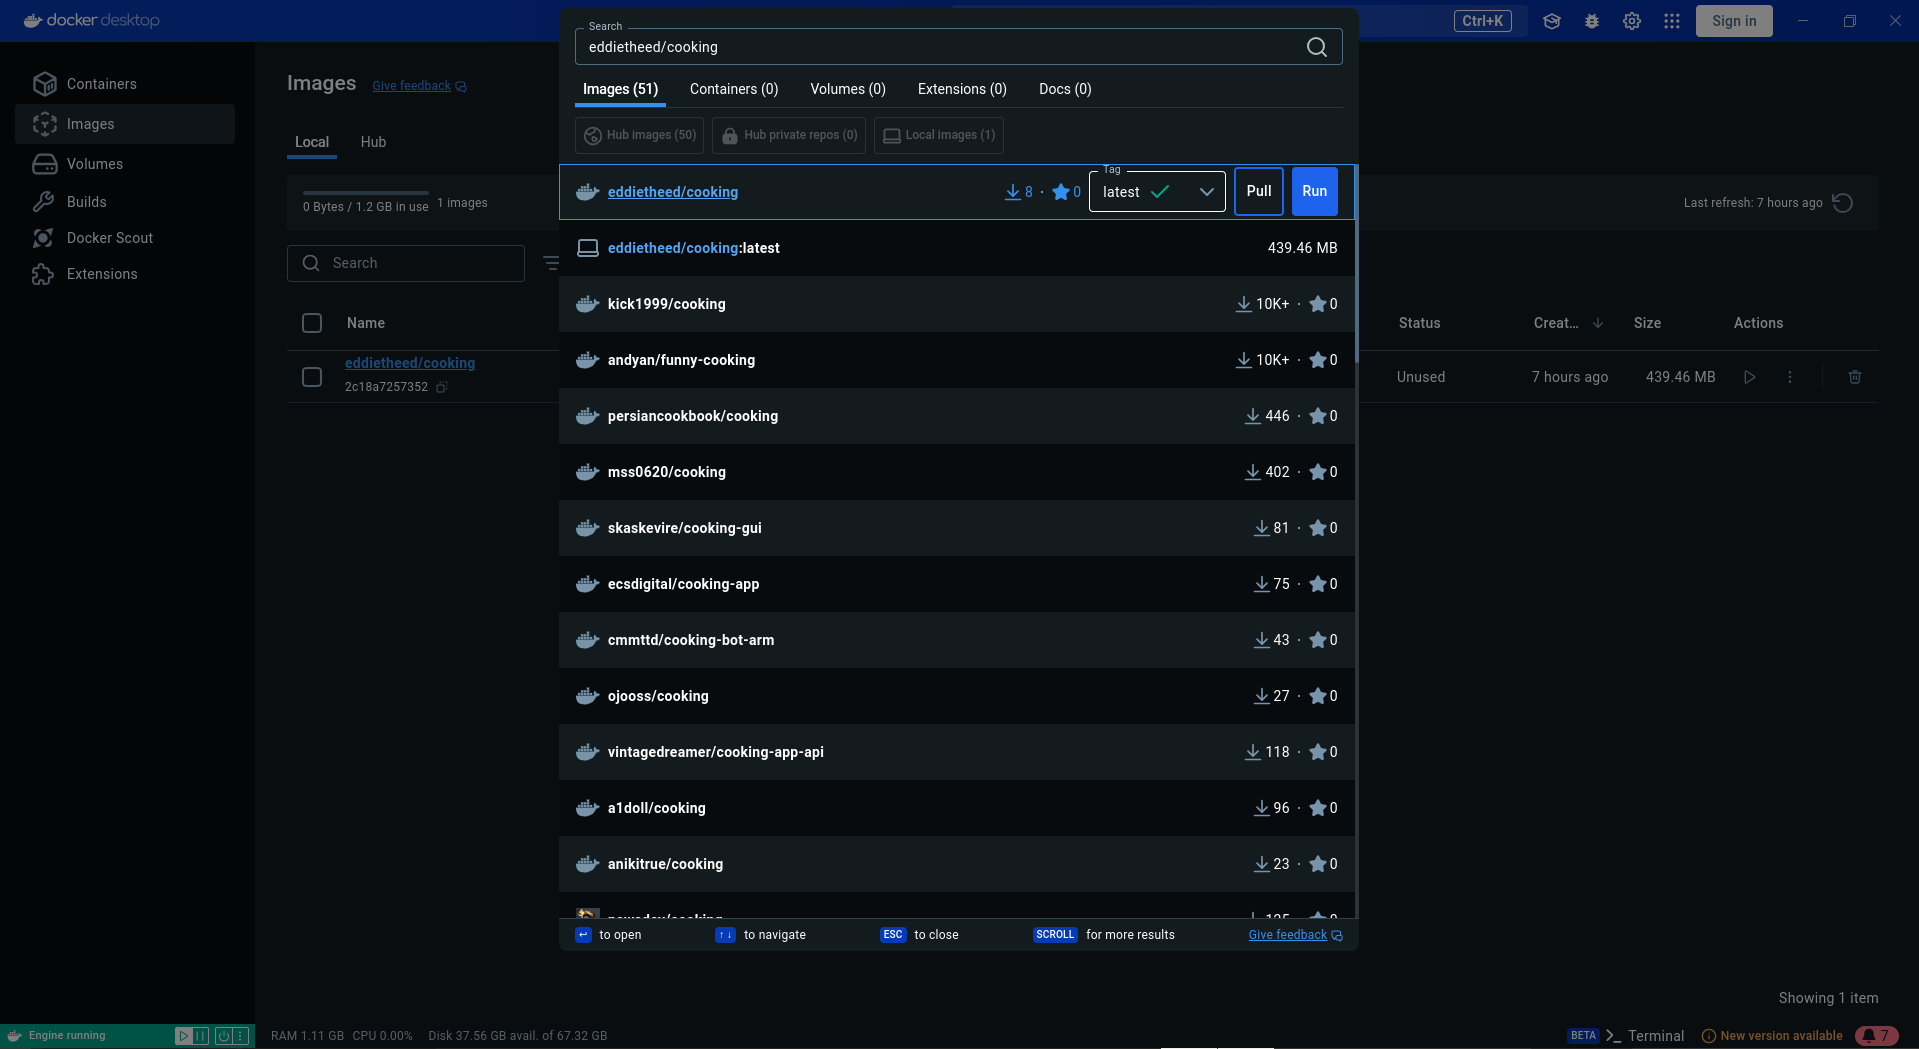 docker desktop
Ctrl+K
Sign in
Search
eddietheed/cooking
Images (51)
Containers (0)
Volumes (0)
Extensions (0)
Docs (0)
Hub images (50)
Hub private repos (0)
Local images (1)
Containers
Images
Volumes
Builds
Docker Scout
Extensions
Images
Give feedback
Local
Hub
0 Bytes / 1.2 GB in use
1 images
Last refresh: 7 hours ago
Search
Name
Status
Creat...
Size
Actions
eddietheed/cooking
2c18a7257352
Unused
7 hours ago
439.46 MB
eddietheed/cooking
8 · 0
Tag
latest
Pull
Run
eddietheed/cooking:latest
439.46 MB
kick1999/cooking
10K+ · 0
andyan/funny-cooking
10K+ · 0
persiancookbook/cooking
446 · 0
mss0620/cooking
402 · 0
skaskevire/cooking-gui
81 · 0
ecsdigital/cooking-app
75 · 0
cmmttd/cooking-bot-arm
43 · 0
ojooss/cooking
27 · 0
vintagedreamer/cooking-app-api
118 · 0
a1doll/cooking
96 · 0
anikitrue/cooking
23 · 0
to open
to navigate
ESC to close
SCROLL for more results
Give feedback
Showing 1 item
Engine running
RAM 1.11 GB CPU 0.00%
Disk 37.56 GB avail. of 67.32 GB
BETA
Terminal
New version available
7